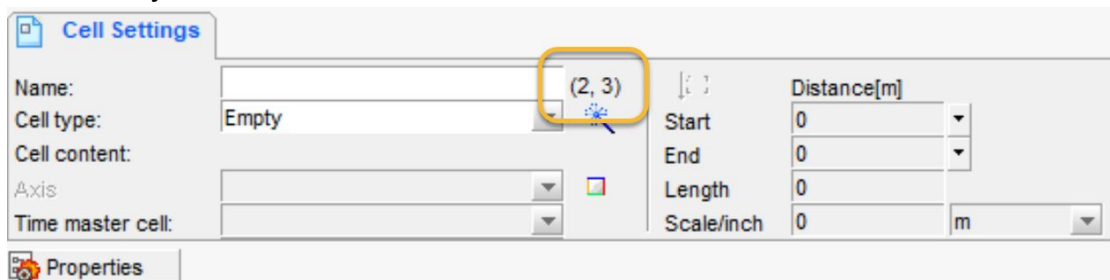 Cell Settings
Name: (2, 3) Distance[m]
Cell type: Empty Start 0
Cell content: End 0
Axis Length 0
Time master cell: Scale/inch 0 m
Properties